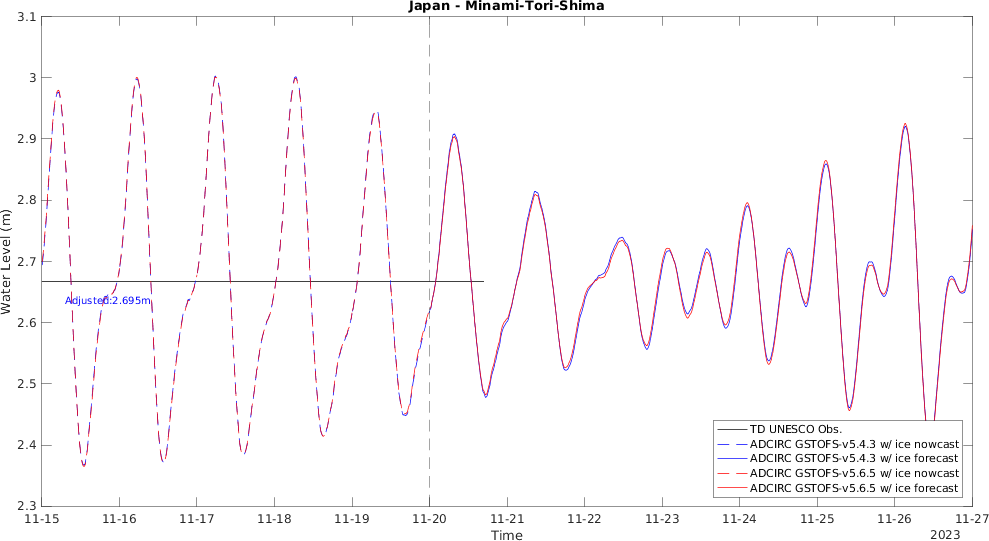 Japan - Minami-Tori-Shima
Water Level (m)
3.1
3
2.9
2.8
2.7
2.6
2.5
2.4
2.3
Adjusted:2.695m
TD UNESCO Obs.
ADCIRC GSTOFS-v5.4.3 w/ ice nowcast
ADCIRC GSTOFS-v5.4.3 w/ ice forecast
ADCIRC GSTOFS-v5.6.5 w/ ice nowcast
ADCIRC GSTOFS-v5.6.5 w/ ice forecast
11-15 11-16 11-17 11-18 11-19 11-20 11-21 11-22 11-23 11-24 11-25 11-26 11-27
Time
2023